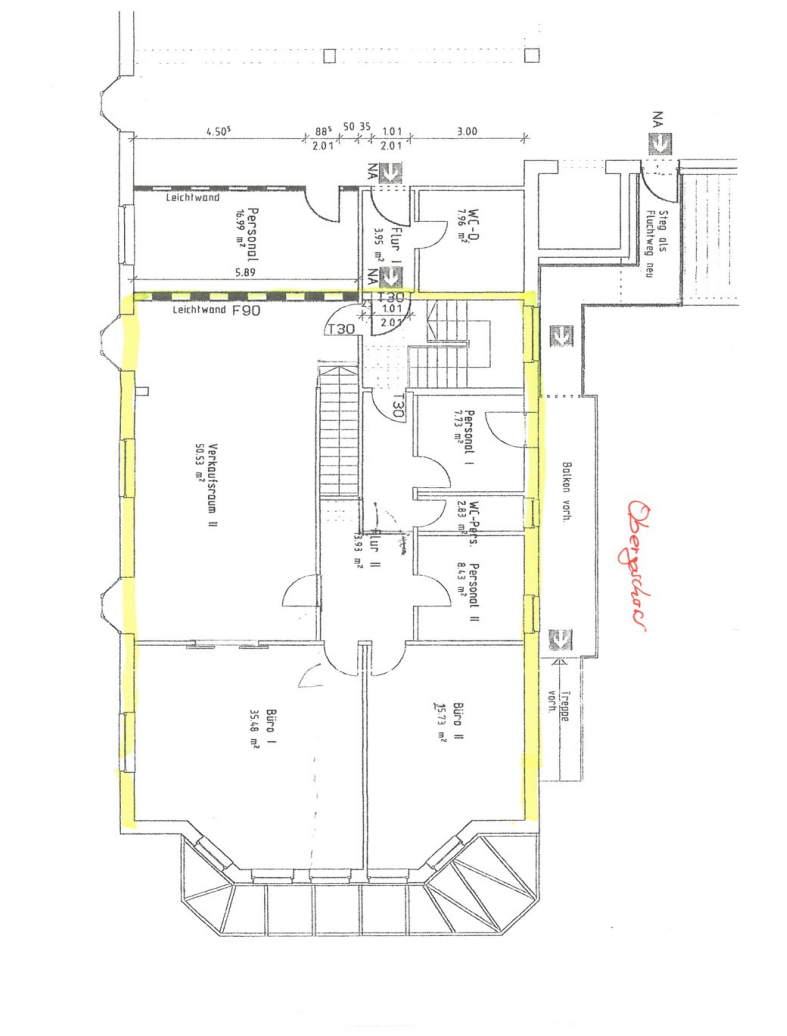 4.50⁵
88⁵
50
35
1.01
3.00
2.01
2.01
NA
NA
Leichtwand
Personal
16.99 m²
WC-D
7.96 m²
Flur I
3.95 m²
Steg als
Fluchtweg neu
5.89
NA
Leichtwand F90
T30
25
1.01
2.01
T30
T30
Verkaufsraum II
50.53 m²
Personal I
7.73 m²
Balkon vorh.
WC-Pers.
2.83 m²
Flur II
3.93 m²
Personal II
8.43 m²
Obergeschoss
Büro I
35.48 m²
Büro II
15.73 m²
Treppe
vorh.